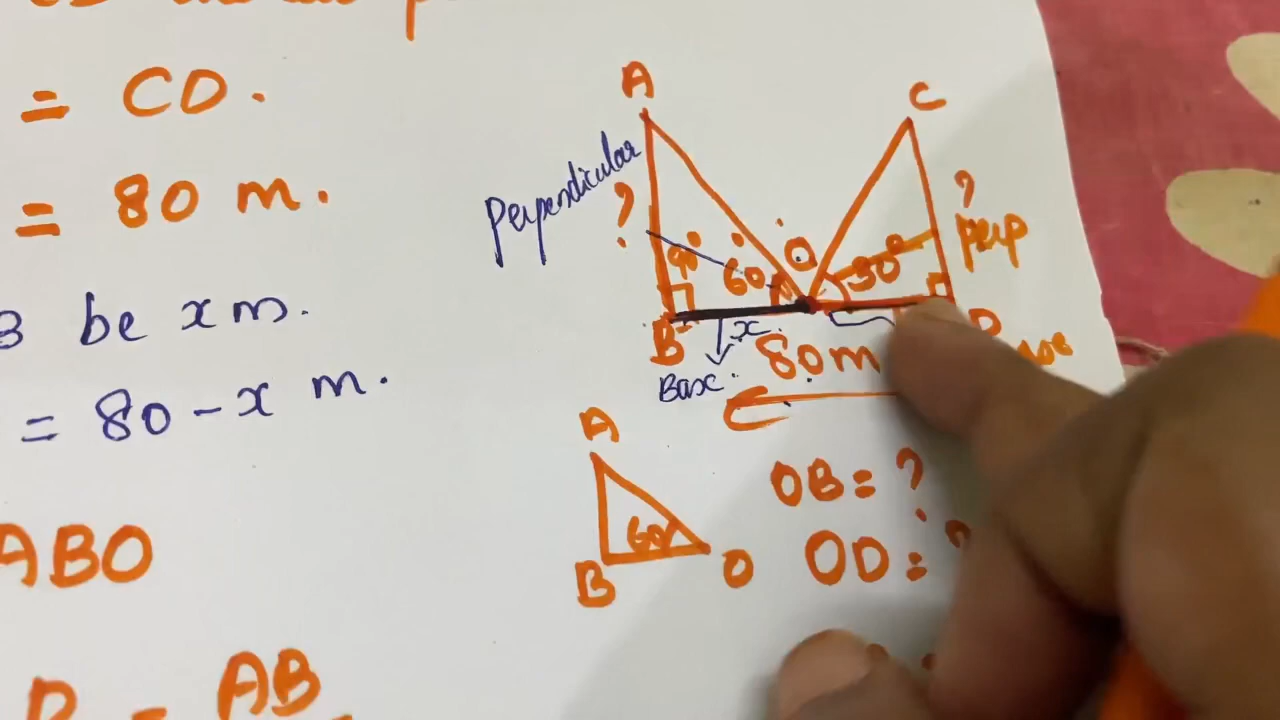 = CD.
= 80 m.
B be x m.
= 80 - x m.
ABO
= AB
A
C
Perpendicular
?
?
perp
90°
60°
O
30°
B
x
D
Base
80m
A
60°
B
O
OB = ?
OD = ?